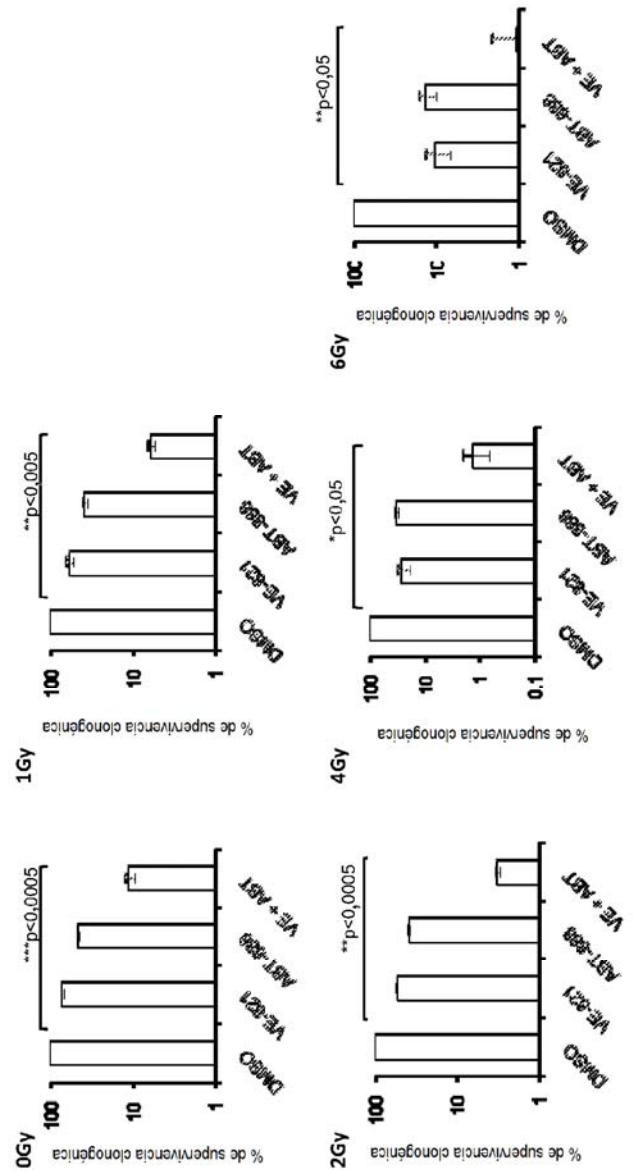 0Gy
***p<0,0005
% de supervivencia clonogénica
100
10
1
DMSO
VE-821
ABT-888
VE + ABT
1Gy
**p<0,005
% de supervivencia clonogénica
100
10
1
DMSO
VE-821
ABT-888
VE + ABT
2Gy
**p<0,0005
% de supervivencia clonogénica
100
10
1
DMSO
VE-821
ABT-888
VE + ABT
4Gy
*p<0,05
% de supervivencia clonogénica
100
10
1
0.1
DMSO
VE-821
ABT-888
VE + ABT
6Gy
**p<0,05
% de supervivencia clonogénica
100
10
1
DMSO
VE-821
ABT-888
VE + ABT